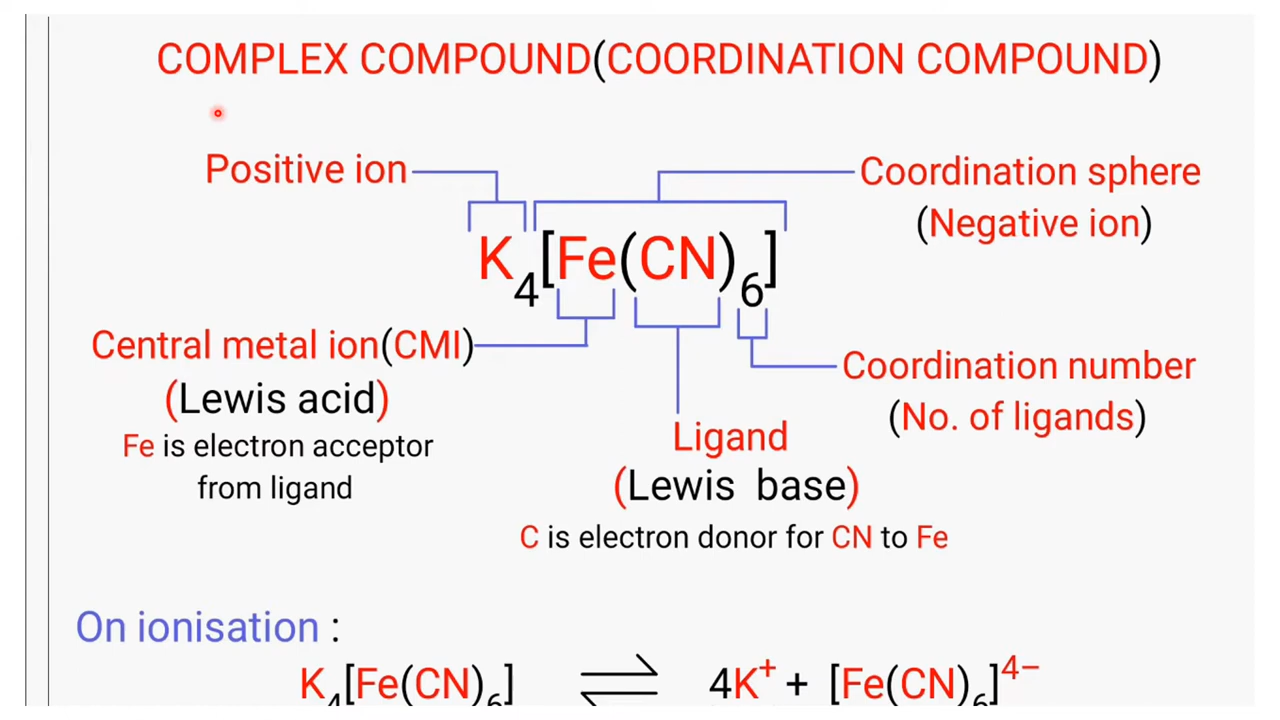 COMPLEX COMPOUND(COORDINATION COMPOUND)
Positive ion
Coordination sphere
(Negative ion)
K₄[Fe(CN)₆]
Central metal ion(CMI)
(Lewis acid)
Fe is electron acceptor
from ligand
Coordination number
(No. of ligands)
Ligand
(Lewis base)
C is electron donor for CN to Fe
On ionisation :
K₄[Fe(CN)₆] ⇌ 4K⁺ + [Fe(CN)₆]⁴⁻